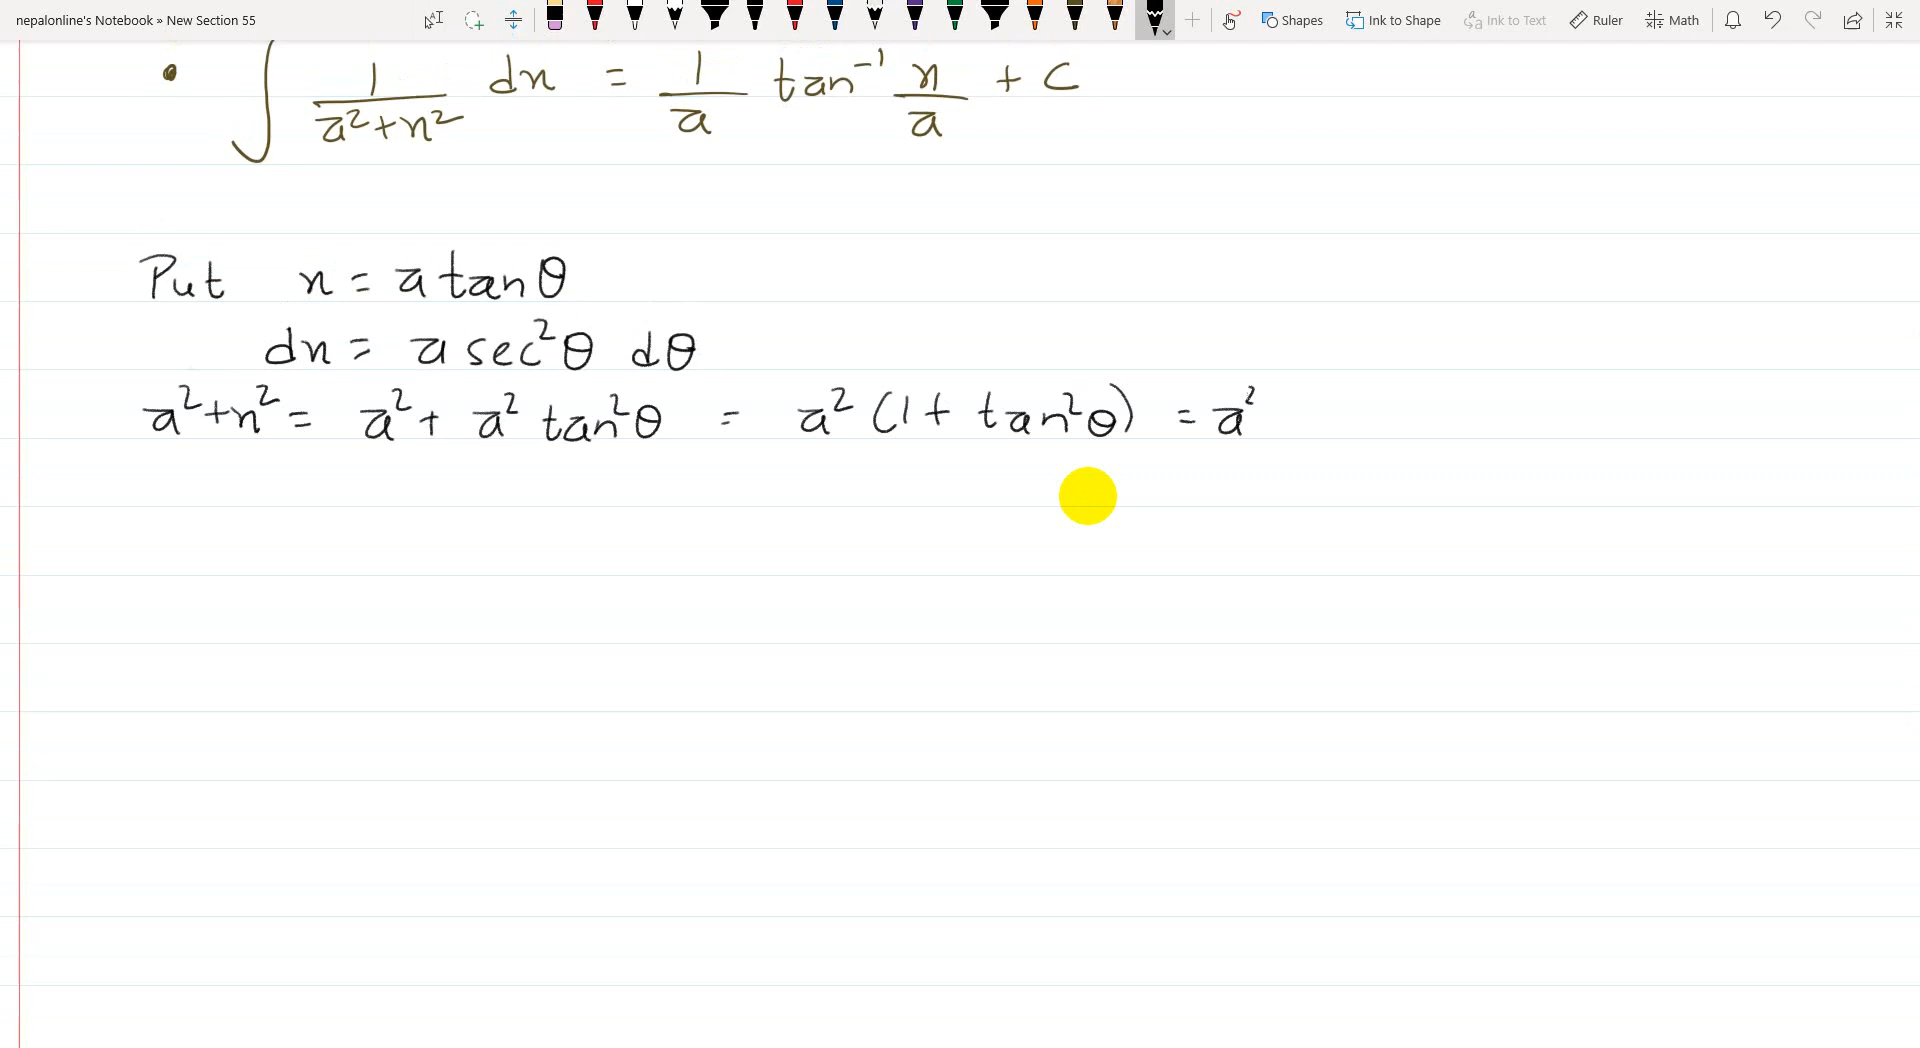 nepalonline's Notebook » New Section 55
Shapes Ink to Shape Ink to Text Ruler Math
• ∫ 1/(a²+x²) dx = 1/a tan⁻¹ x/a + C
Put x = a tanθ
dx = a sec²θ dθ
a²+x² = a² + a² tan²θ = a² (1 + tan²θ) = a²